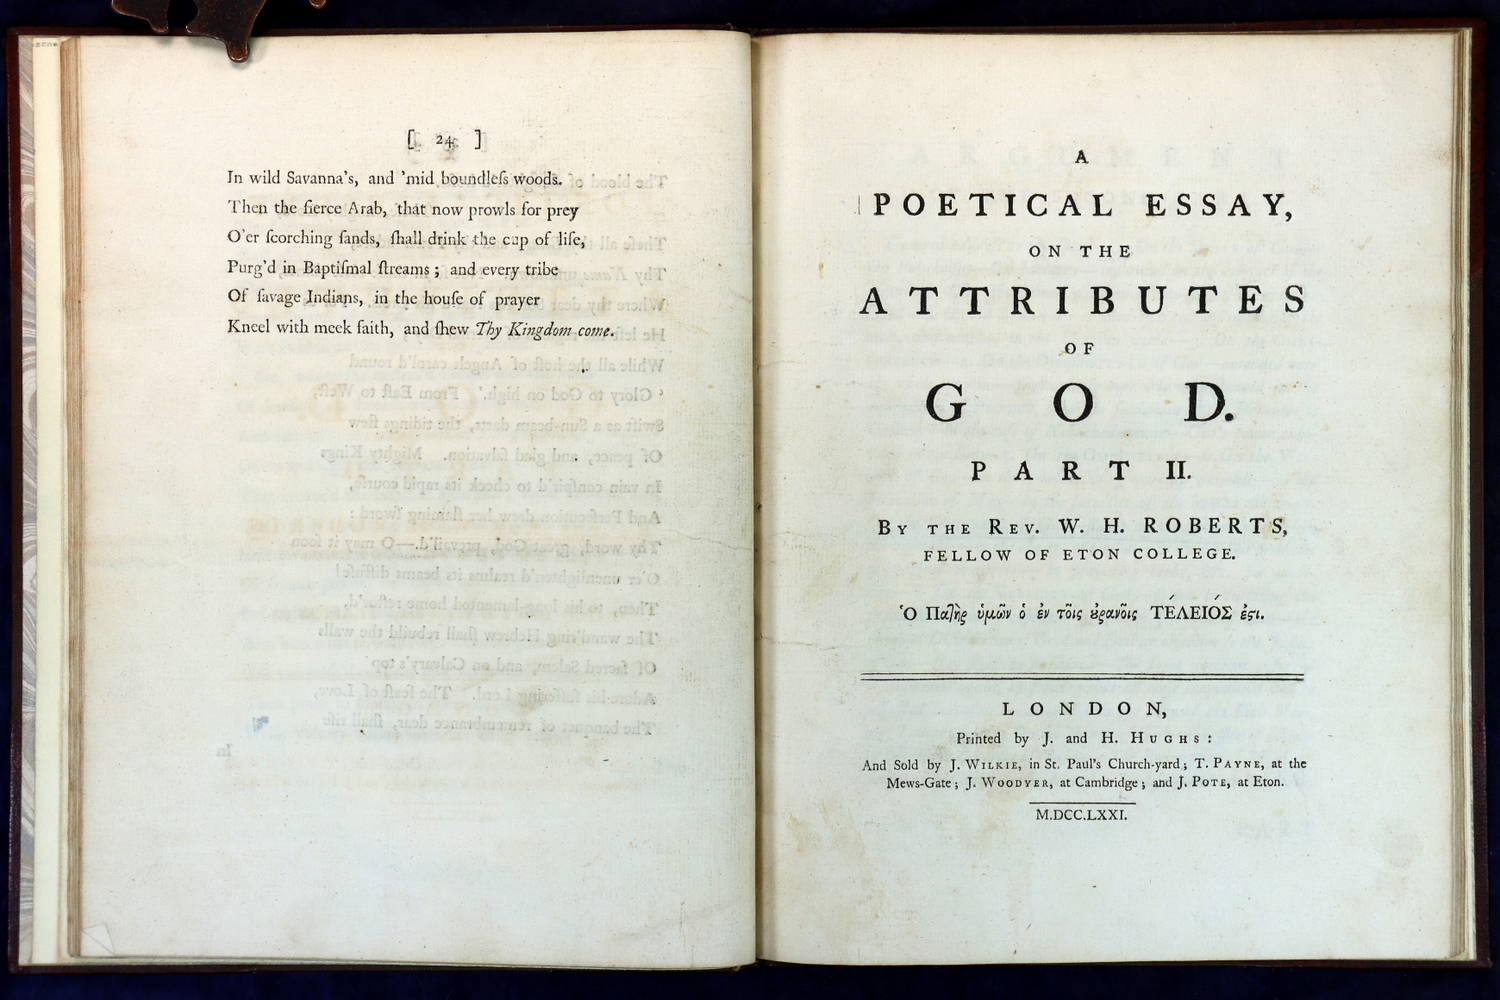 [ 24 ]
In wild Savanna's, and 'mid boundleſs woods.
Then the fierce Arab, that now prowls for prey
O'er ſcorching ſands, ſhall drink the cup of life,
Purg'd in Baptiſmal ſtreams ; and every tribe
Of ſavage Indians, in the houſe of prayer
Kneel with meek faith, and ſhew Thy Kingdom come.
A
POETICAL ESSAY,
ON THE
ATTRIBUTES
OF
GOD.
PART II.
BY THE REV. W. H. ROBERTS,
FELLOW OF ETON COLLEGE.
Ὁ Πατὴρ ὑμῶν ὁ ἐν τοῖς ȣ̓ρανοῖς ΤΈΛΕΙΌΣ ἐϛι.
LONDON,
Printed by J. and H. HUGHS :
And Sold by J. WILKIE, in St. Paul's Church-yard ; T. PAYNE, at the
Mews-Gate ; J. WOODYER, at Cambridge ; and J. POTE, at Eton.
M.DCC.LXXI.